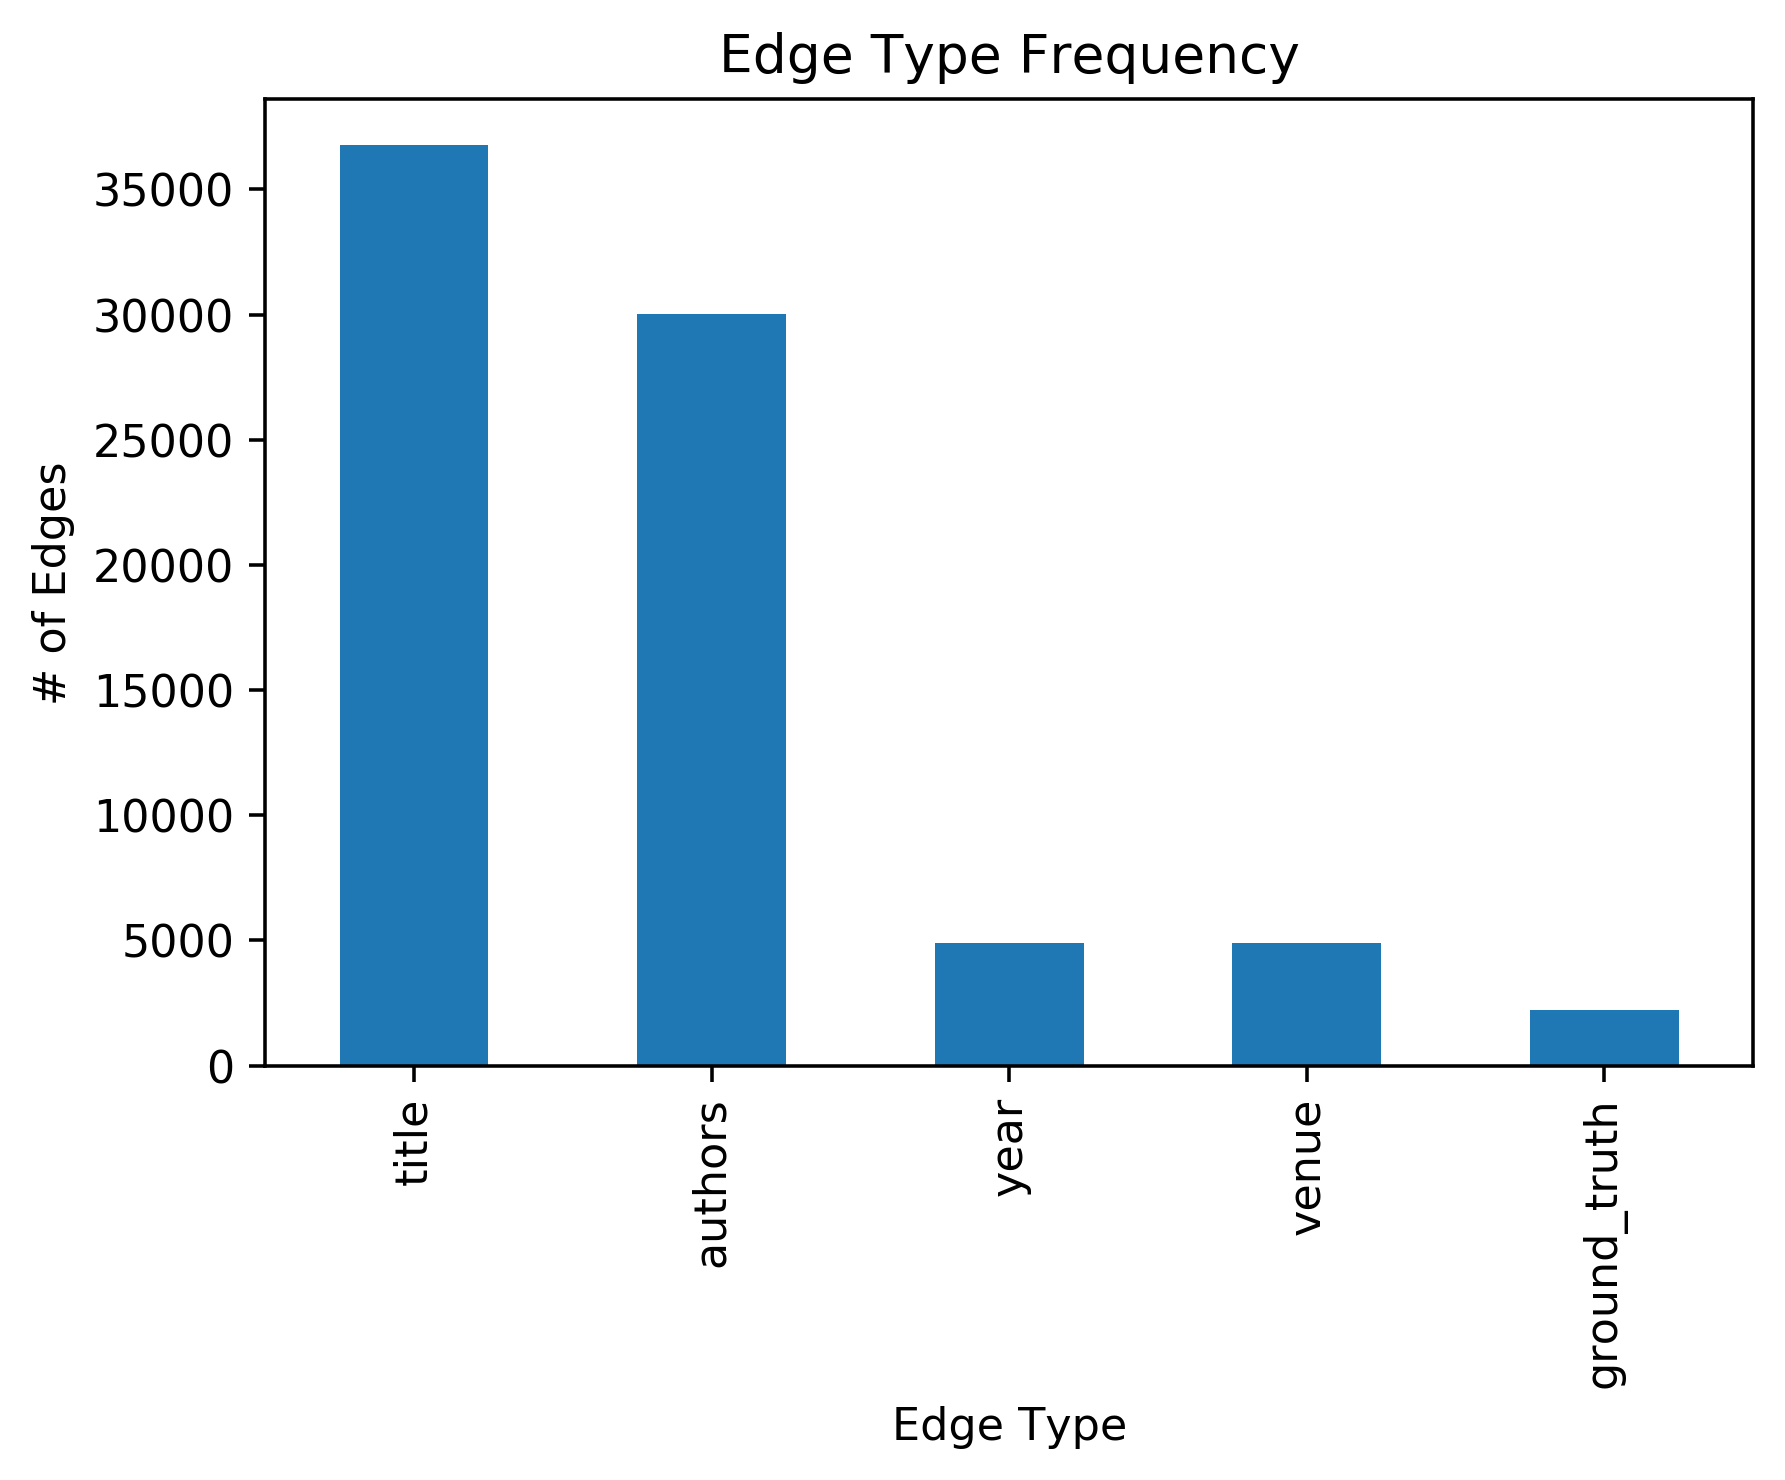 Edge Type Frequency
# of Edges
35000
30000
25000
20000
15000
10000
5000
0
title
authors
year
venue
ground_truth
Edge Type